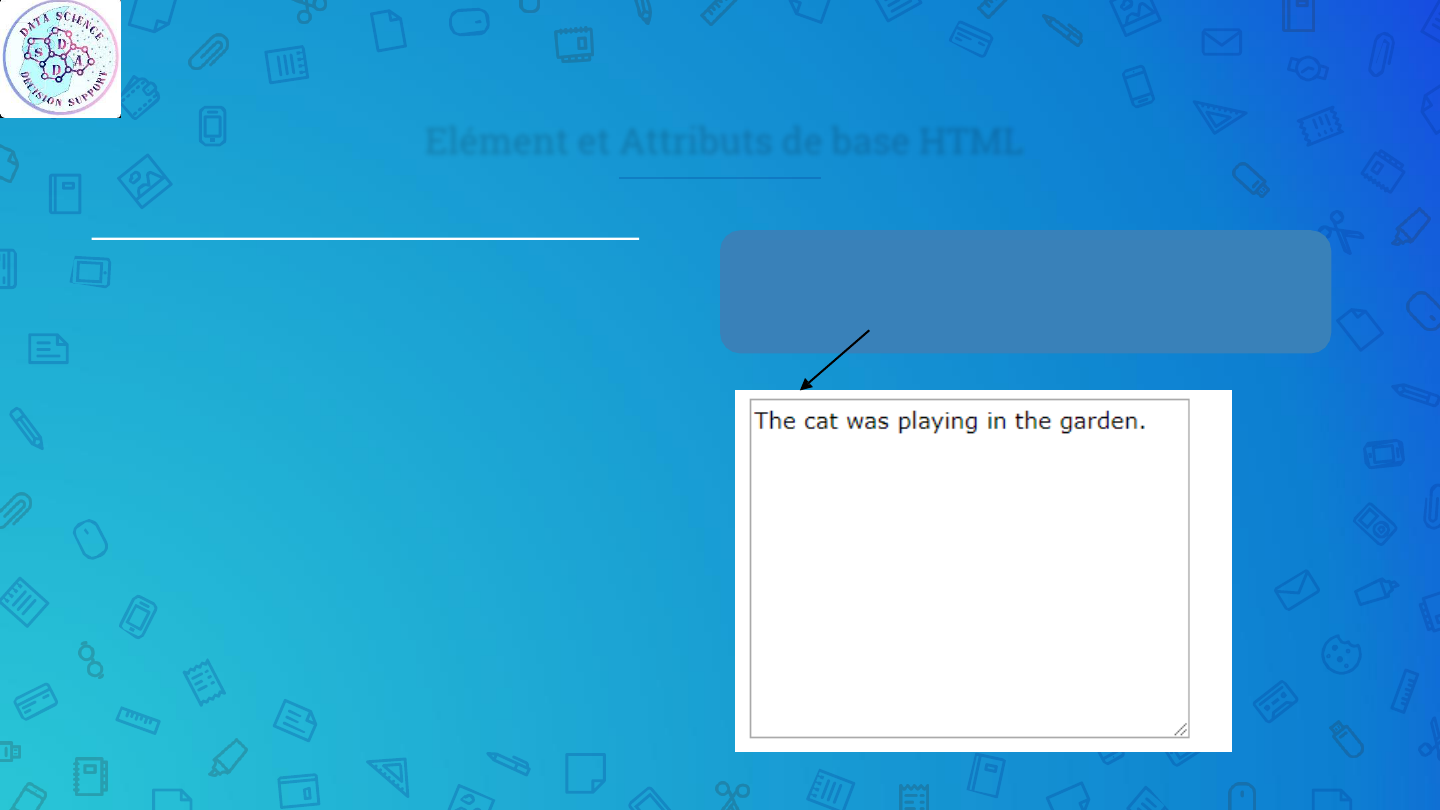 DATA SCIENCE
S D D A
DECISION SUPPORT
Elément et Attributs de base HTML
The cat was playing in the garden.